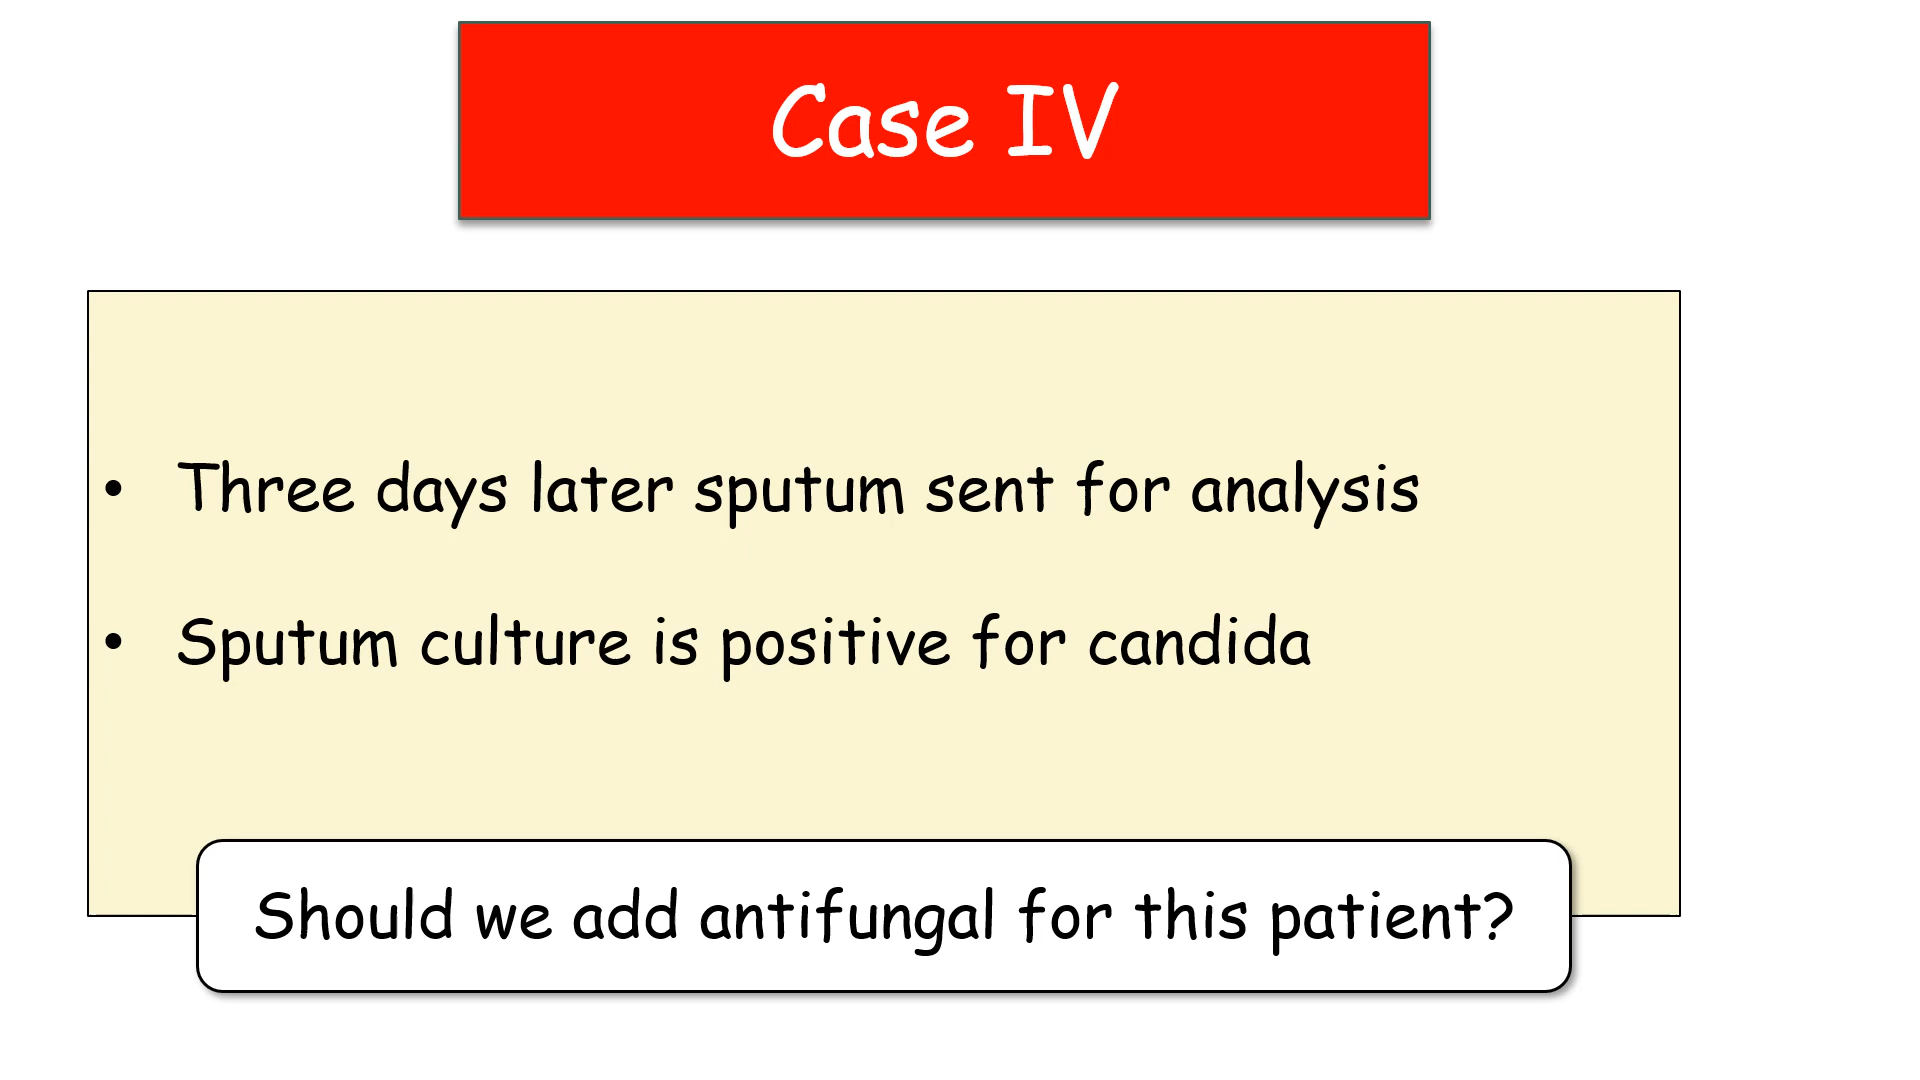 Case IV
• Three days later sputum sent for analysis
• Sputum culture is positive for candida
Should we add antifungal for this patient?